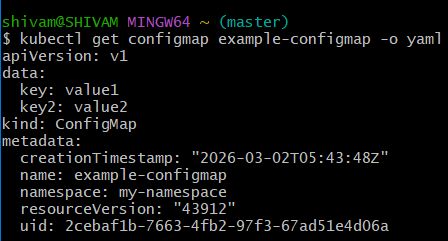 shivam@SHIVAM MINGW64 ~ (master)
$ kubectl get configmap example-configmap -o yaml
apiVersion: v1
data:
  key: value1
  key2: value2
kind: ConfigMap
metadata:
  creationTimestamp: "2026-03-02T05:43:48Z"
  name: example-configmap
  namespace: my-namespace
  resourceVersion: "43912"
  uid: 2cebaf1b-7663-4fb2-97f3-67ad51e4d06a